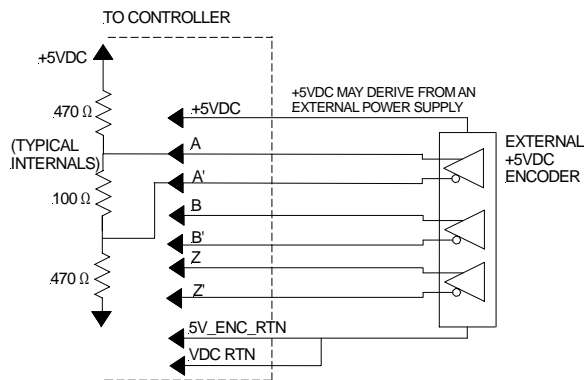 TO CONTROLLER
+5VDC
.470 Ω
(TYPICAL
INTERNALS)
.100 Ω
.470 Ω
+5VDC
+5VDC MAY DERIVE FROM AN
EXTERNAL POWER SUPPLY
A
A'
B
B'
Z
Z'
5V_ENC_RTN
VDC RTN
EXTERNAL
+5VDC
ENCODER